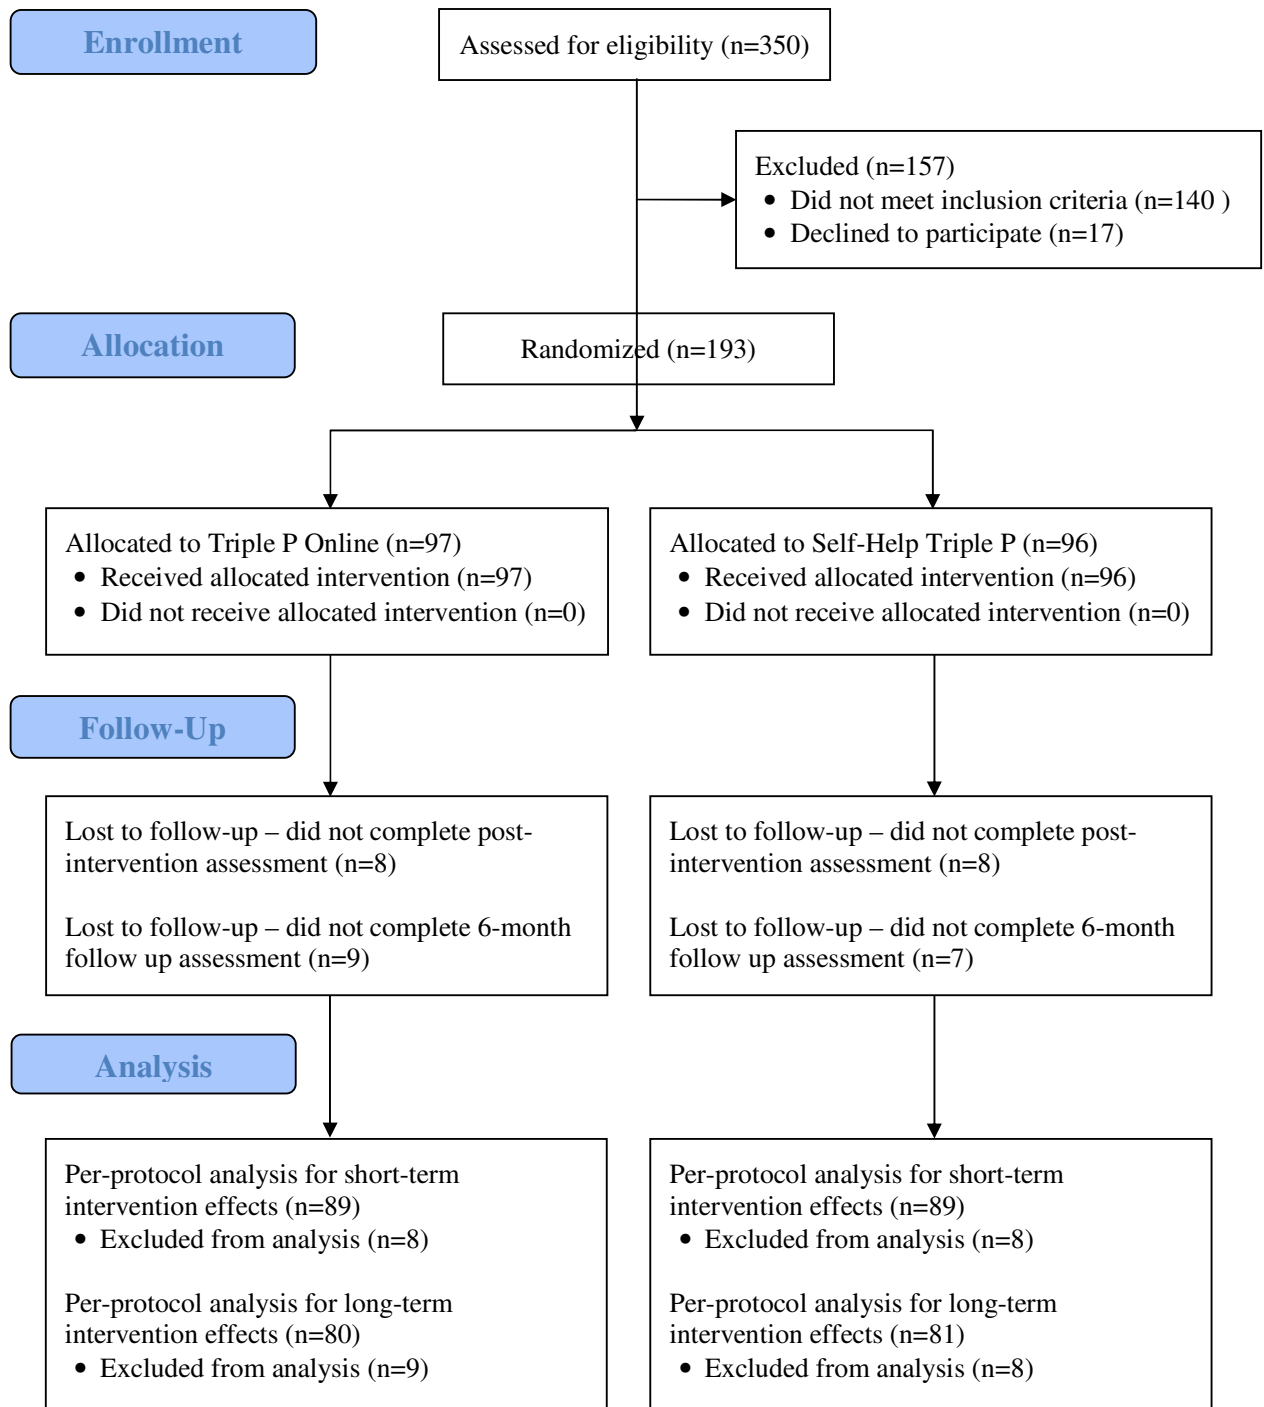 Enrollment
Assessed for eligibility (n=350)
Excluded (n=157)
• Did not meet inclusion criteria (n=140 )
• Declined to participate (n=17)
Allocation
Randomized (n=193)
Allocated to Triple P Online (n=97)
• Received allocated intervention (n=97)
• Did not receive allocated intervention (n=0)
Allocated to Self-Help Triple P (n=96)
• Received allocated intervention (n=96)
• Did not receive allocated intervention (n=0)
Follow-Up
Lost to follow-up – did not complete post-
intervention assessment (n=8)
Lost to follow-up – did not complete 6-month
follow up assessment (n=9)
Lost to follow-up – did not complete post-
intervention assessment (n=8)
Lost to follow-up – did not complete 6-month
follow up assessment (n=7)
Analysis
Per-protocol analysis for short-term
intervention effects (n=89)
• Excluded from analysis (n=8)
Per-protocol analysis for long-term
intervention effects (n=80)
• Excluded from analysis (n=9)
Per-protocol analysis for short-term
intervention effects (n=89)
• Excluded from analysis (n=8)
Per-protocol analysis for long-term
intervention effects (n=81)
• Excluded from analysis (n=8)